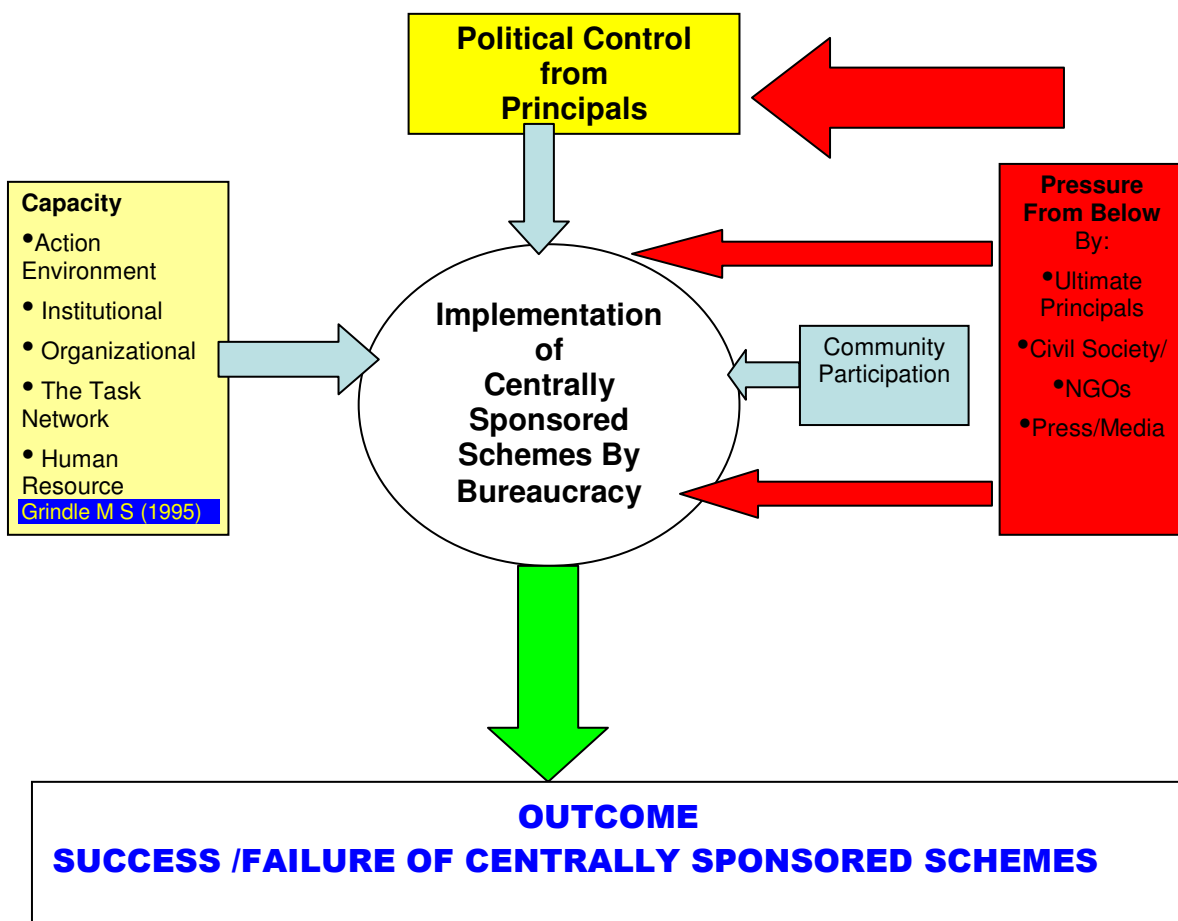 Political Control
from
Principals
Capacity
•Action
Environment
• Institutional
• Organizational
• The Task
Network
• Human
Resource
Grindle M S (1995)
Implementation
of
Centrally
Sponsored
Schemes By
Bureaucracy
Community
Participation
Pressure
From Below
By:
•Ultimate
Principals
•Civil Society/
•NGOs
•Press/Media
OUTCOME
SUCCESS /FAILURE OF CENTRALLY SPONSORED SCHEMES